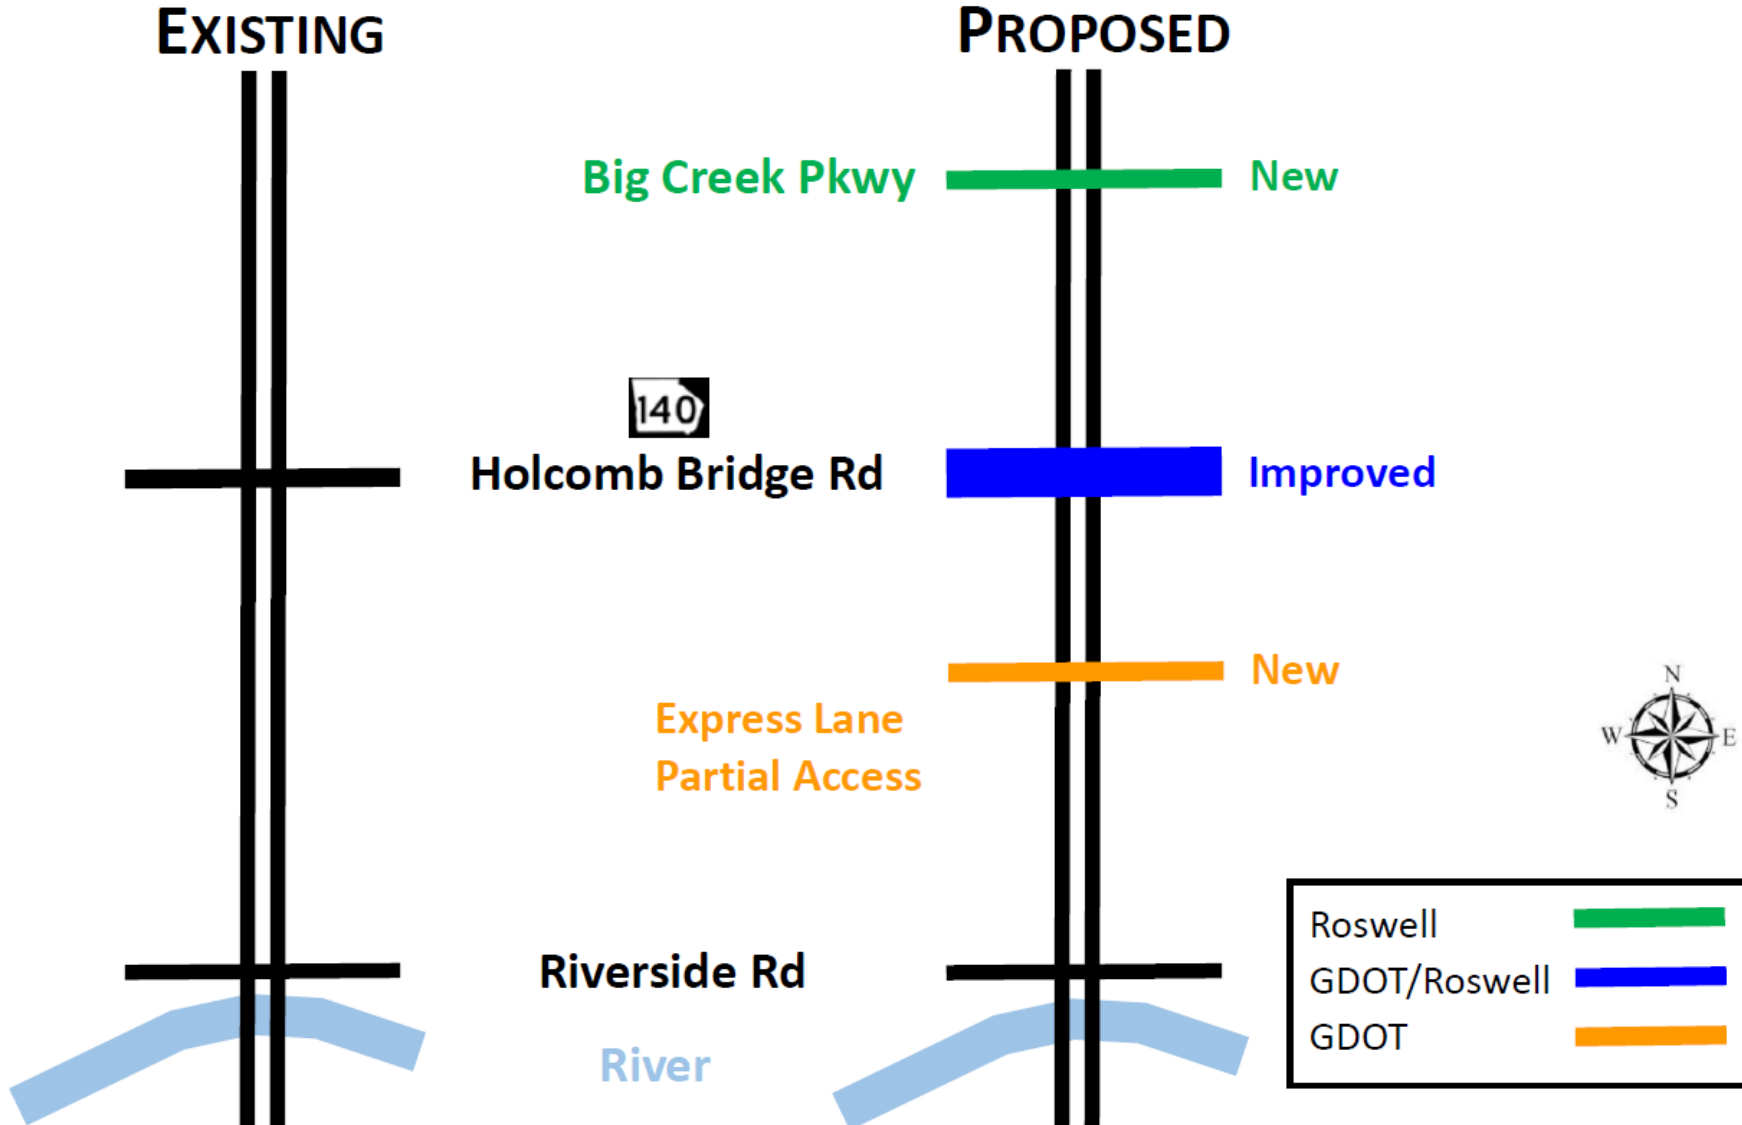 EXISTING
PROPOSED
Big Creek Pkwy
New
140
Holcomb Bridge Rd
Improved
New
Express Lane
Partial Access
N
W
E
S
Roswell
GDOT/Roswell
GDOT
Riverside Rd
River